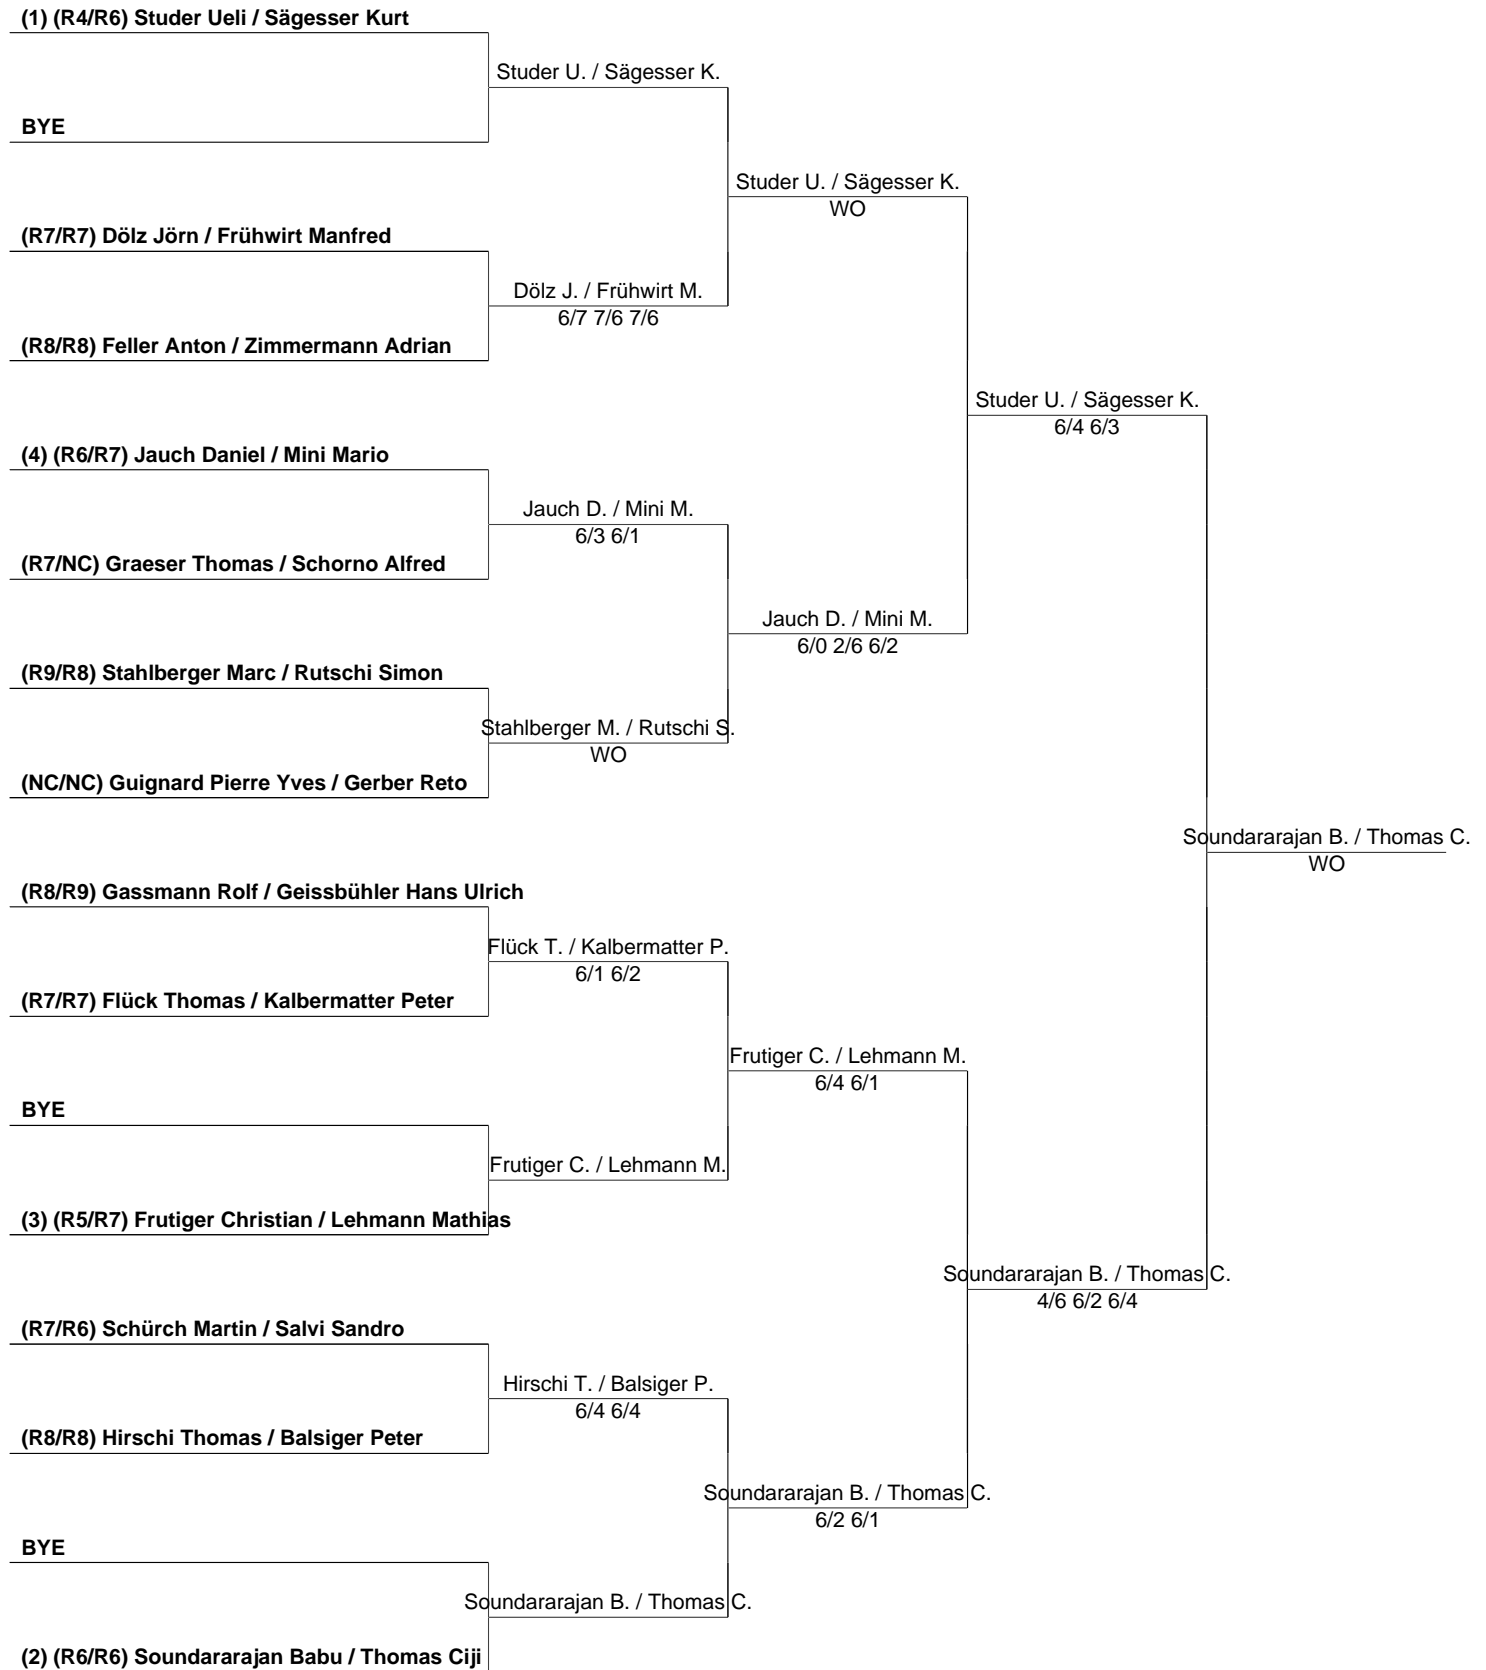 (1) (R4/R6) Studer Ueli / Sägesser Kurt
Studer U. / Sägesser K.
BYE
Studer U. / Sägesser K.
WO
(R7/R7) Dölz Jörn / Frühwirt Manfred
Dölz J. / Frühwirt M.
6/7 7/6 7/6
(R8/R8) Feller Anton / Zimmermann Adrian
Studer U. / Sägesser K.
6/4 6/3
(4) (R6/R7) Jauch Daniel / Mini Mario
Jauch D. / Mini M.
6/3 6/1
(R7/NC) Graeser Thomas / Schorno Alfred
Jauch D. / Mini M.
6/0 2/6 6/2
(R9/R8) Stahlberger Marc / Rutschi Simon
Stahlberger M. / Rutschi S.
WO
(NC/NC) Guignard Pierre Yves / Gerber Reto
Soundararajan B. / Thomas C.
WO
(R8/R9) Gassmann Rolf / Geissbühler Hans Ulrich
Flück T. / Kalbermatter P.
6/1 6/2
(R7/R7) Flück Thomas / Kalbermatter Peter
Frutiger C. / Lehmann M.
6/4 6/1
BYE
Frutiger C. / Lehmann M.
(3) (R5/R7) Frutiger Christian / Lehmann Mathias
Soundararajan B. / Thomas C.
4/6 6/2 6/4
(R7/R6) Schürch Martin / Salvi Sandro
Hirschi T. / Balsiger P.
6/4 6/4
(R8/R8) Hirschi Thomas / Balsiger Peter
Soundararajan B. / Thomas C.
6/2 6/1
BYE
Soundararajan B. / Thomas C.
(2) (R6/R6) Soundararajan Babu / Thomas Ciji